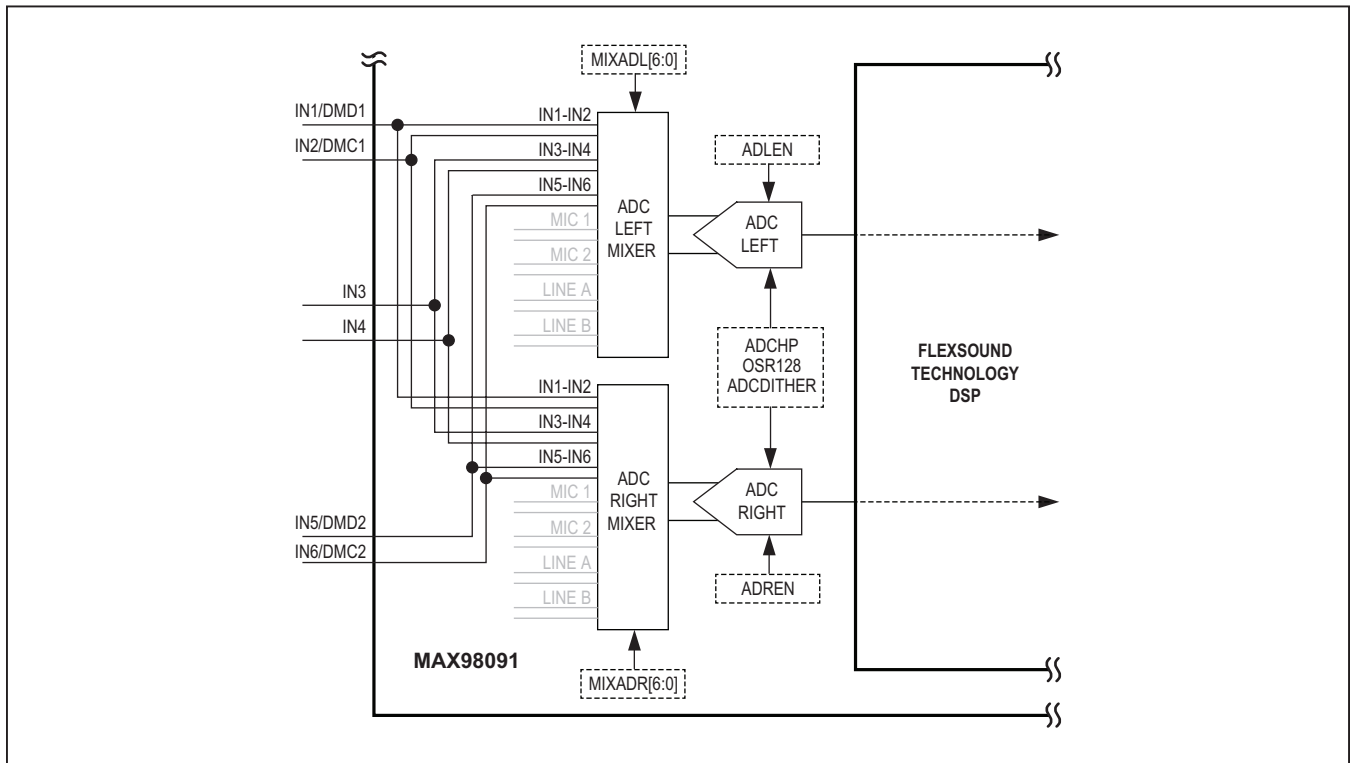 MIXADL[6:0]
IN1/DMD1
IN2/DMC1
IN3
IN4
IN5/DMD2
IN6/DMC2
IN1-IN2
IN3-IN4
IN5-IN6
MIC 1
MIC 2
LINE A
LINE B
ADC
LEFT
MIXER
ADLEN
ADC
LEFT
ADCHP
OSR128
ADCDITHER
FLEXSOUND
TECHNOLOGY
DSP
IN1-IN2
IN3-IN4
IN5-IN6
MIC 1
MIC 2
LINE A
LINE B
ADC
RIGHT
MIXER
ADC
RIGHT
ADREN
MAX98091
MIXADR[6:0]